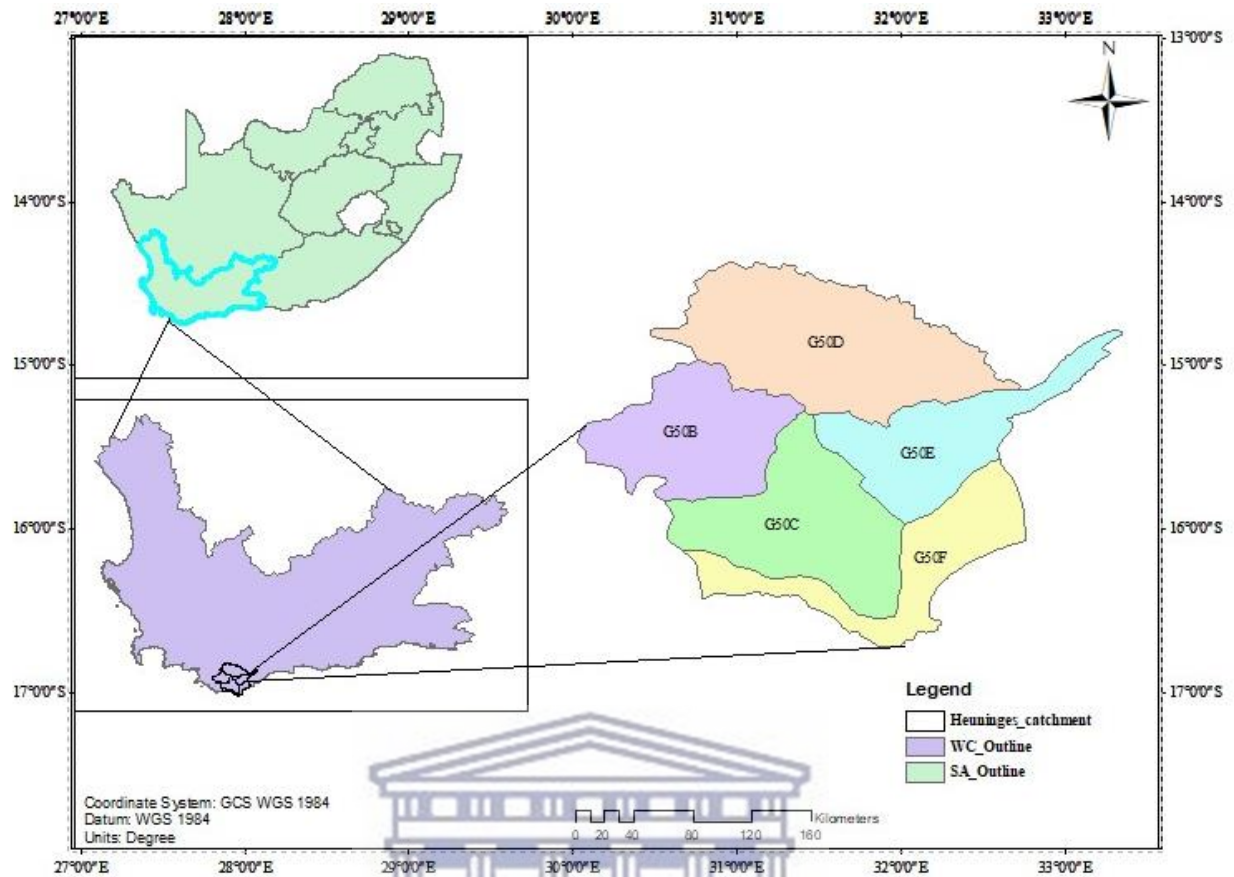 27°0'0"E 28°0'0"E 29°0'0"E 30°0'0"E 31°0'0"E 32°0'0"E 33°0'0"E
13°0'0"S
N
14°0'0"S 14°0'0"S
G50D
15°0'0"S 15°0'0"S
G50B
G50E
G50C
16°0'0"S 16°0'0"S
G50F
17°0'0"S 17°0'0"S
Legend
Heuninges_catchment
WC_Outline
SA_Outline
Coordinate System: GCS WGS 1984
Datum: WGS 1984
Units: Degree
Kilometers
0 20 40 80 120 160
27°0'0"E 28°0'0"E 29°0'0"E 30°0'0"E 31°0'0"E 32°0'0"E 33°0'0"E